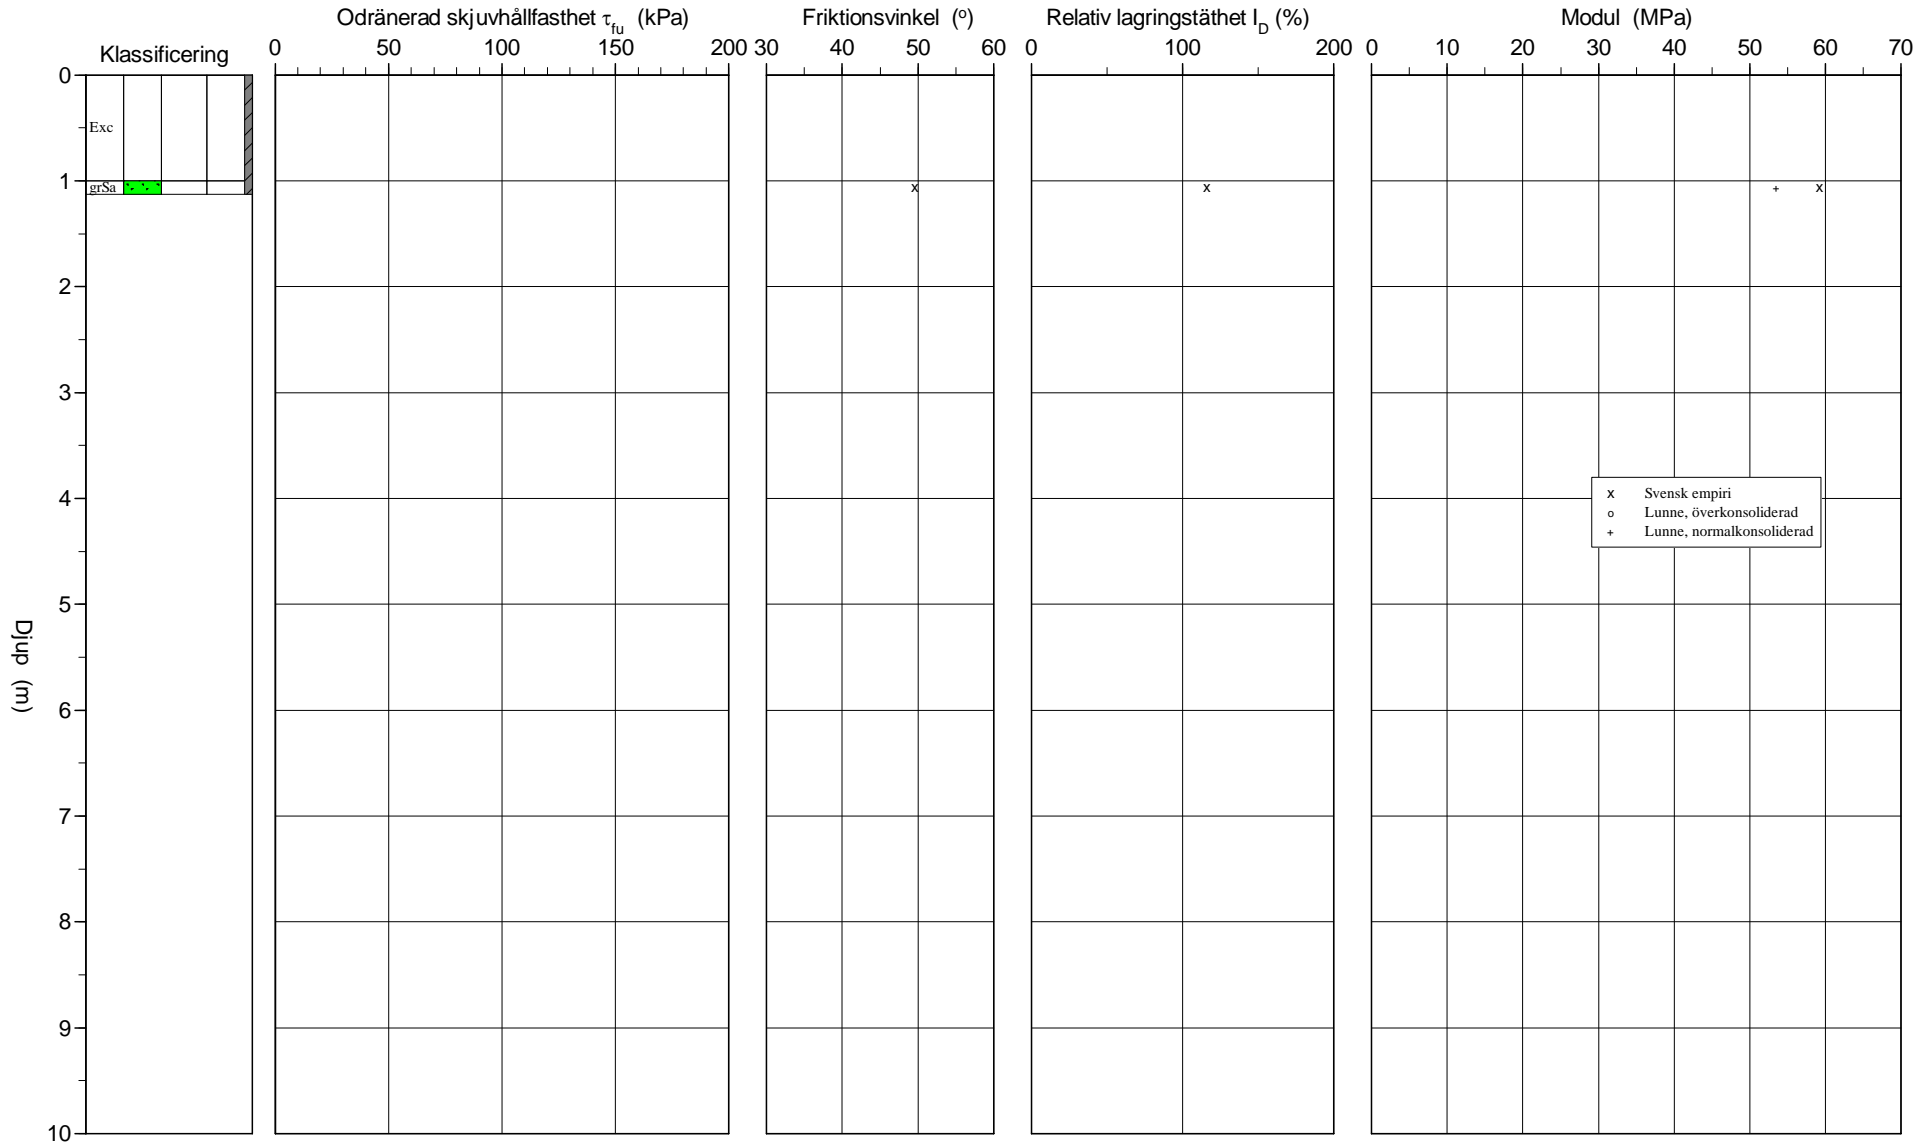 Klassificering
Odränerad skjuvhållfasthet τfu (kPa)
Friktionsvinkel (o)
Relativ lagringstäthet ID (%)
Modul (MPa)
0 50 100 150 200
30 40 50 60
0 100 200
0 10 20 30 40 50 60 70
Djup (m)
0
1
2
3
4
5
6
7
8
9
10
Exc
grSa
x Svensk empiri
o Lunne, överkonsoliderad
+ Lunne, normalkonsoliderad